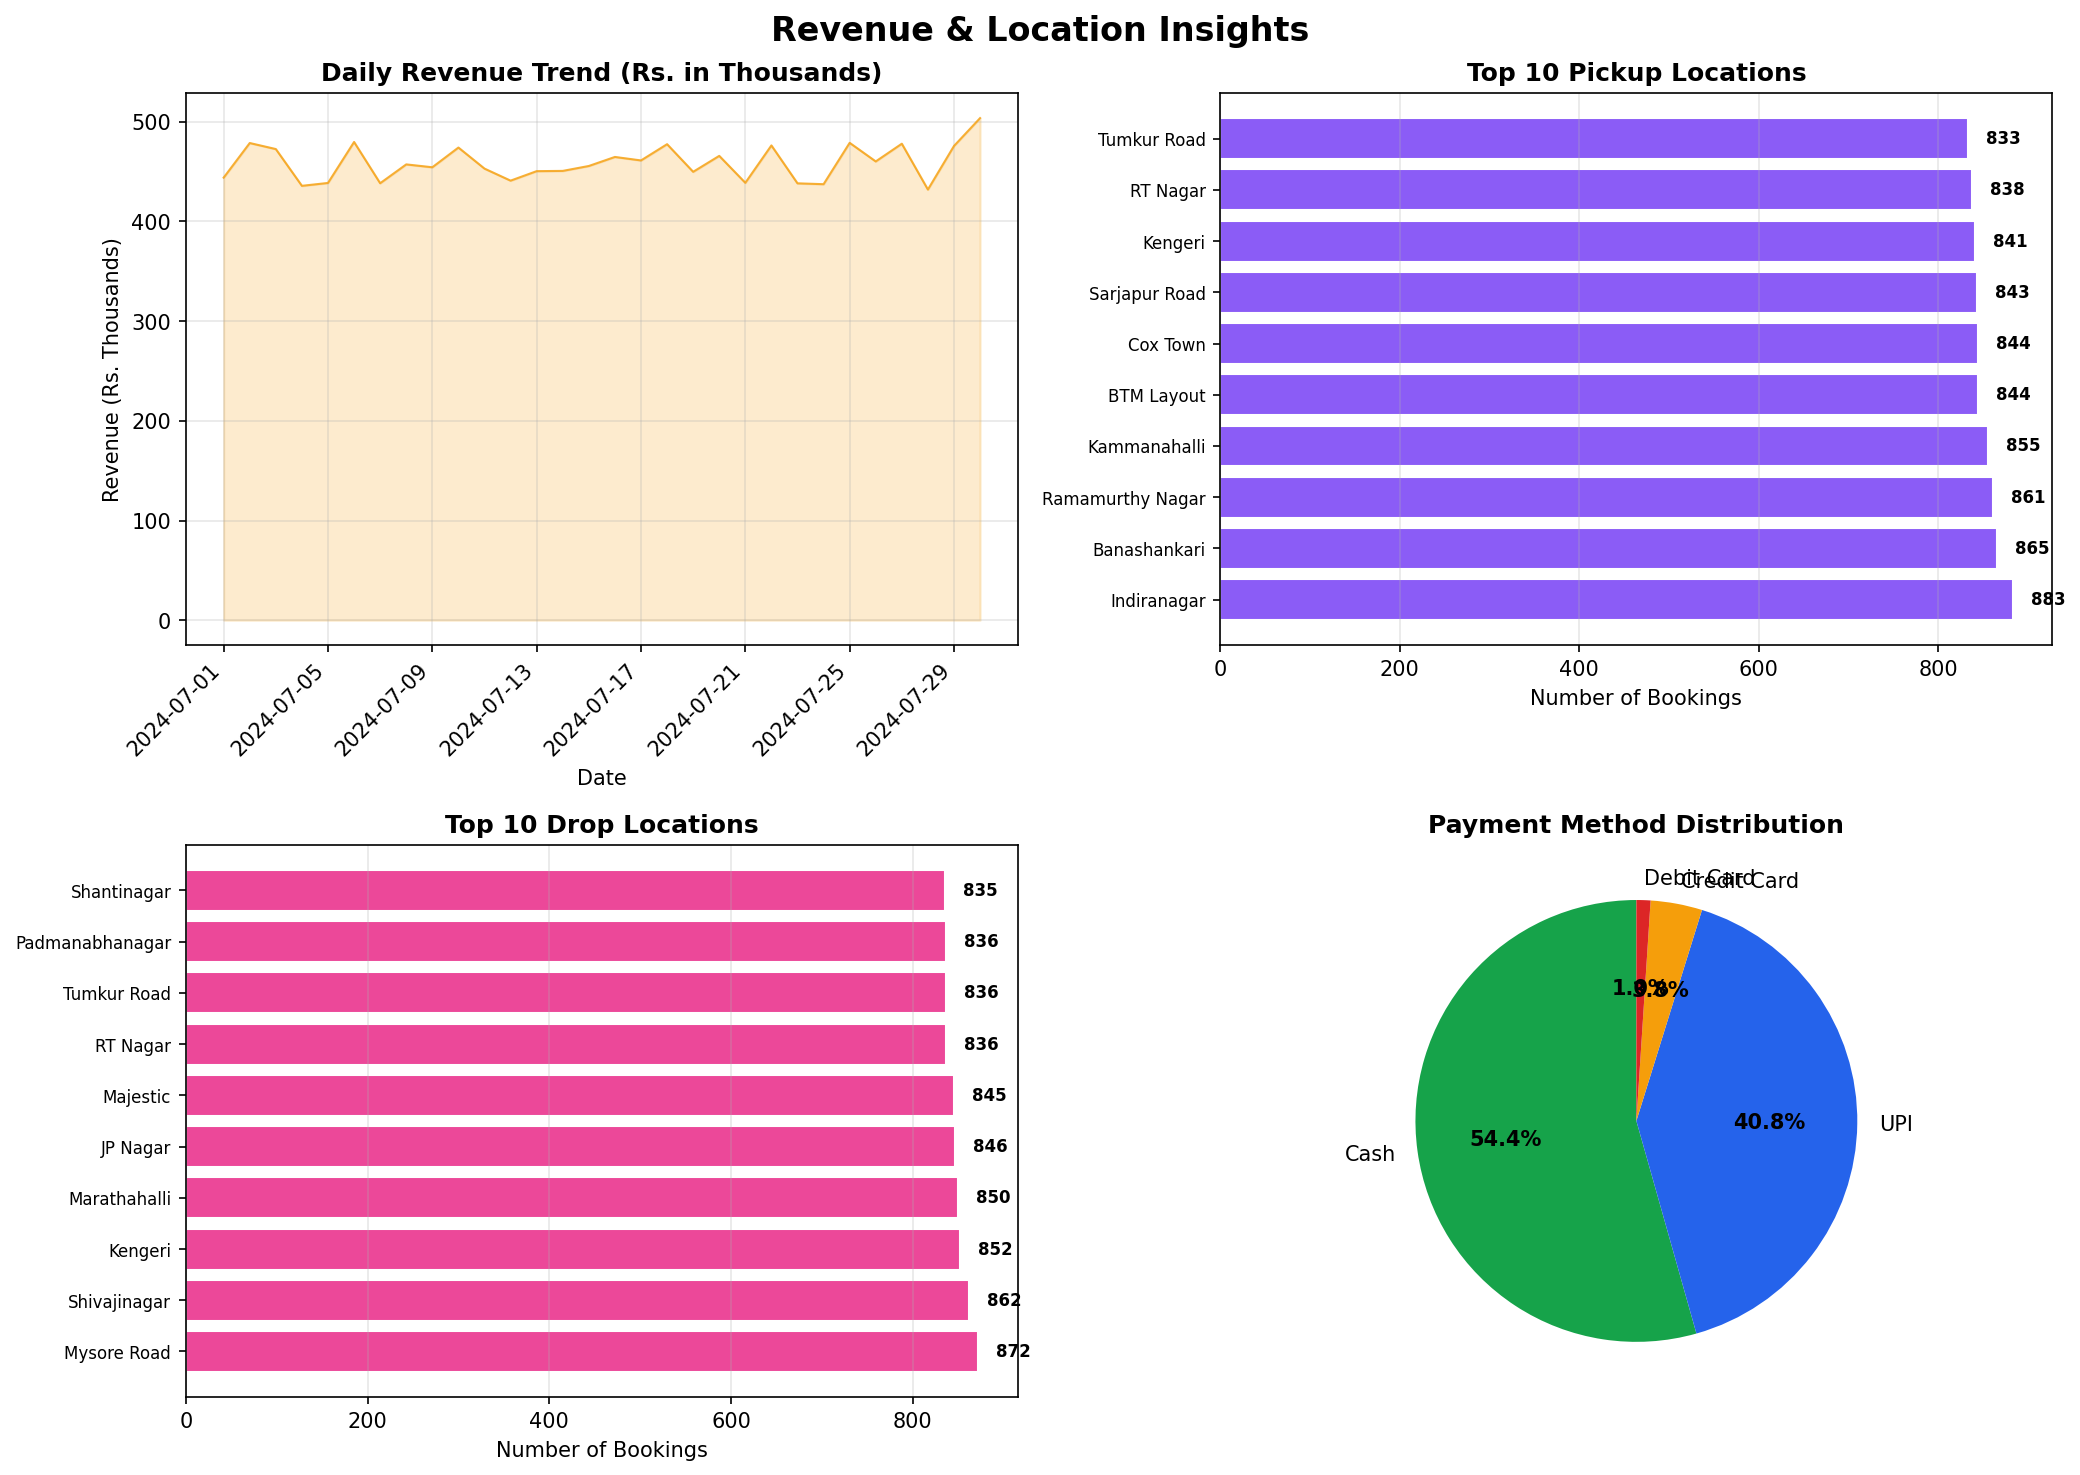 Revenue & Location Insights
Daily Revenue Trend (Rs. in Thousands)
Revenue (Rs. Thousands)
500
400
300
200
100
0
2024-07-01
2024-07-05
2024-07-09
2024-07-13
2024-07-17
2024-07-21
2024-07-25
2024-07-29
Date
Top 10 Pickup Locations
Tumkur Road 833
RT Nagar 838
Kengeri 841
Sarjapur Road 843
Cox Town 844
BTM Layout 844
Kammanahalli 855
Ramamurthy Nagar 861
Banashankari 865
Indiranagar 883
0 200 400 600 800
Number of Bookings
Top 10 Drop Locations
Shantinagar 835
Padmanabhanagar 836
Tumkur Road 836
RT Nagar 836
Majestic 845
JP Nagar 846
Marathahalli 850
Kengeri 852
Shivajinagar 862
Mysore Road 872
0 200 400 600 800
Number of Bookings
Payment Method Distribution
Debit Card
Credit Card
1.0%
3.8%
40.8%
UPI
54.4%
Cash